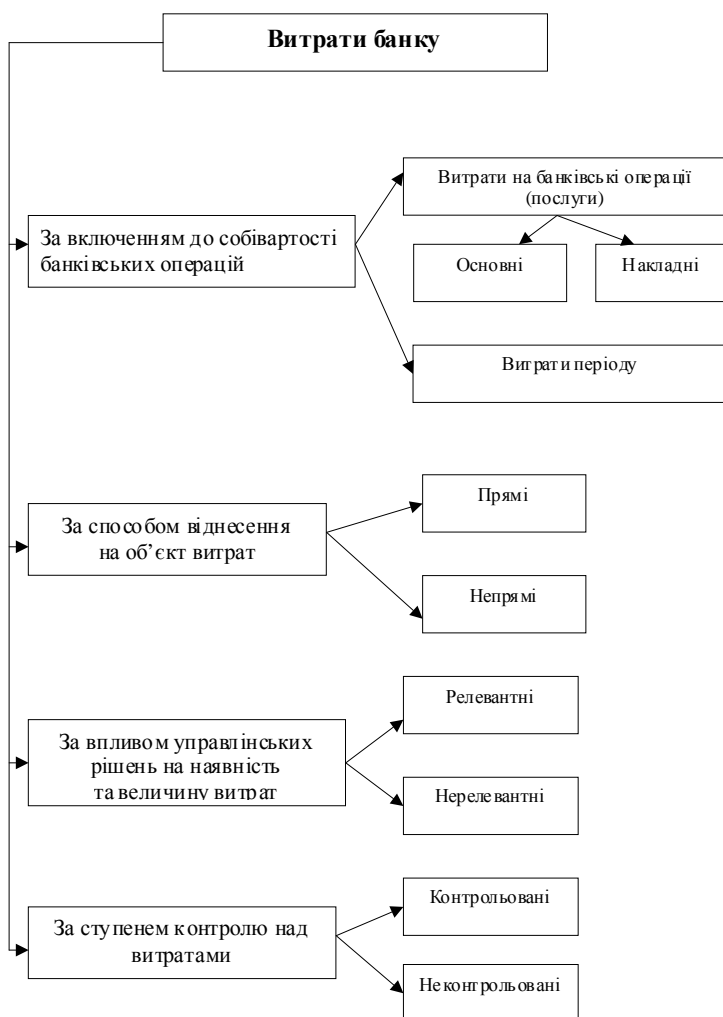 Витрати банку
Витрати на банківські операції
(послуги)
За включенням до собівартості
банківських операцій
Основні
Накладні
Витрати періоду
Прямі
За способом віднесення
на об’єкт витрат
Непрямі
Релевантні
За впливом управлінських
рішень на наявність
та величину витрат
Нерелевантні
Контрольовані
За ступенем контролю над
витратами
Неконтрольовані